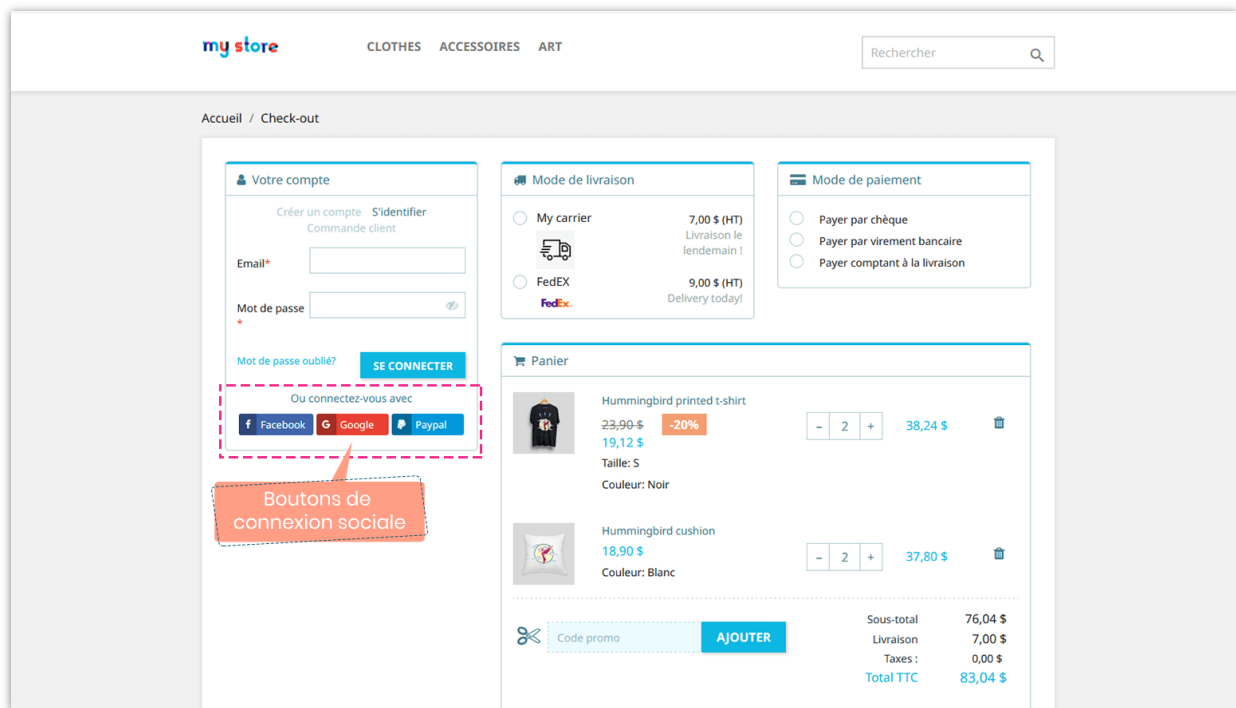 my store
CLOTHES ACCESSOIRES ART
Rechercher
Accueil / Check-out
Votre compte
Créer un compte S'identifier
Commande client
Email*
Mot de passe
*
Mot de passe oublié?
SE CONNECTER
Ou connectez-vous avec
f Facebook
G Google
P Paypal
Boutons de
connexion sociale
Mode de livraison
My carrier 7,00 $ (HT)
Livraison le
lendemain !
FedEX 9,00 $ (HT)
FedEx. Delivery today!
Mode de paiement
Payer par chèque
Payer par virement bancaire
Payer comptant à la livraison
Panier
Hummingbird printed t-shirt
23,90 $ -20%
19,12 $
Taille: S
Couleur: Noir
– 2 + 38,24 $
Hummingbird cushion
18,90 $
Couleur: Blanc
– 2 + 37,80 $
Code promo
AJOUTER
Sous-total 76,04 $
Livraison 7,00 $
Taxes : 0,00 $
Total TTC 83,04 $